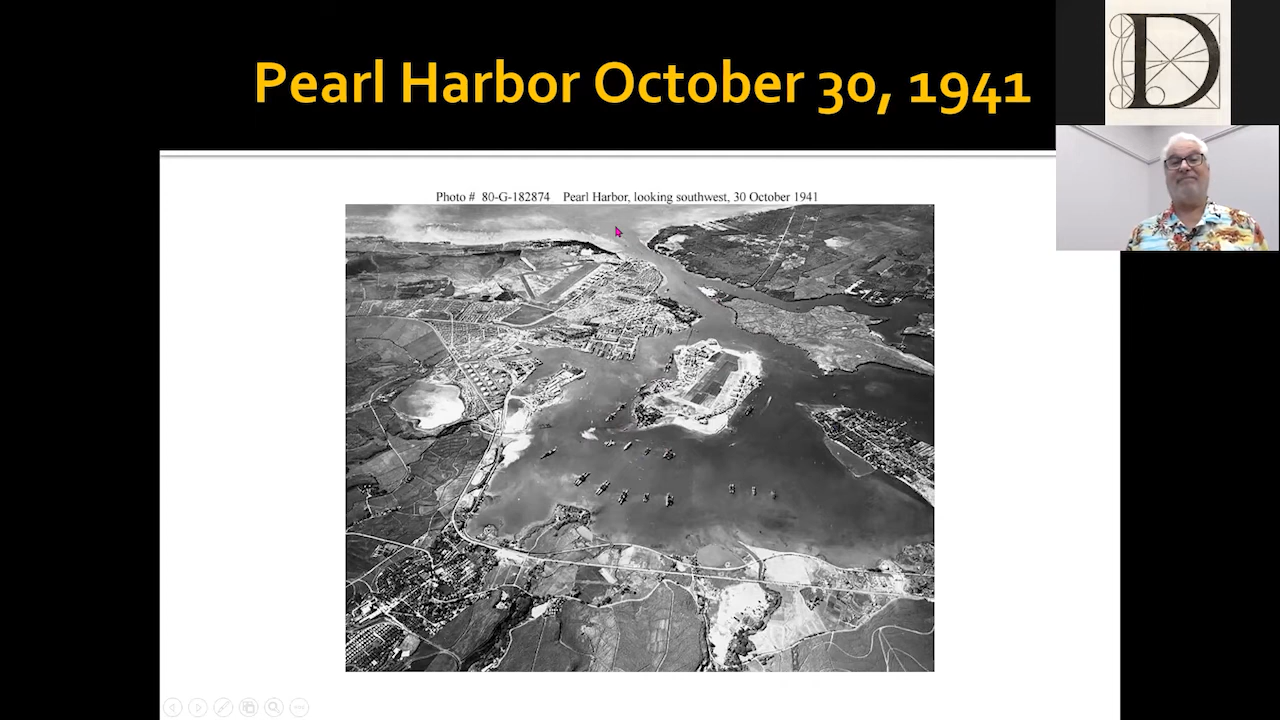 Pearl Harbor October 30, 1941
D
Photo # 80-G-182874 Pearl Harbor, looking southwest, 30 October 1941